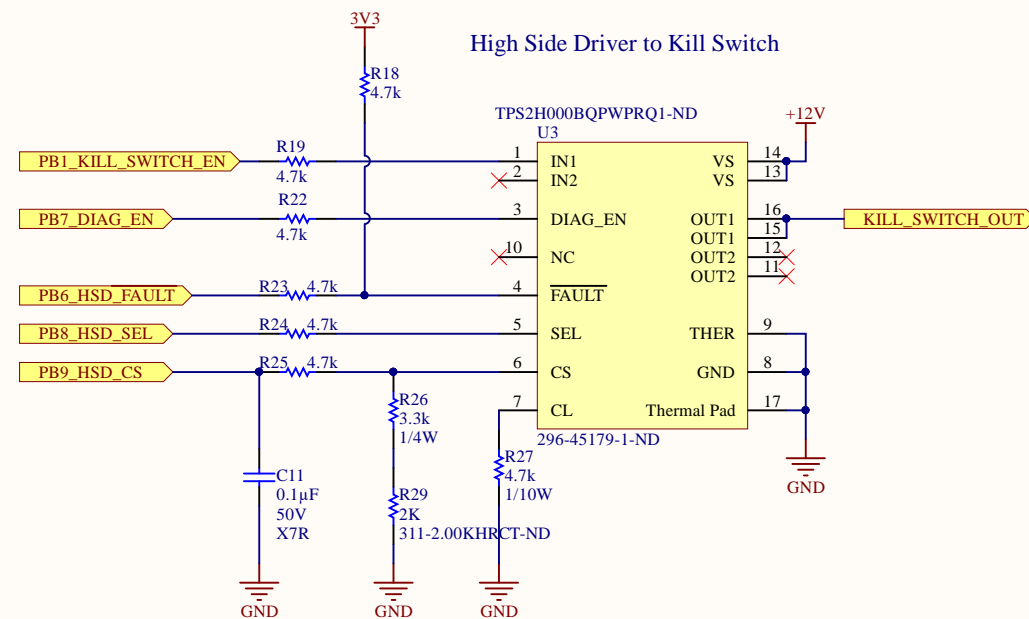 3V3
High Side Driver to Kill Switch
R18
4.7k
TPS2H000BQPWPRQ1-ND
U3
+12V
PB1_KILL_SWITCH_EN
R19
4.7k
1
IN1
VS
14
2
IN2
VS
13
PB7_DIAG_EN
R22
4.7k
3
DIAG_EN
OUT1
16
KILL_SWITCH_OUT
OUT1
15
10
NC
OUT2
12
OUT2
11
PB6_HSD_FAULT
R23
4.7k
4
FAULT
PB8_HSD_SEL
R24
4.7k
5
SEL
THER
9
PB9_HSD_CS
R25
4.7k
6
CS
GND
8
R26
3.3k
1/4W
7
CL
Thermal Pad
17
296-45179-1-ND
R27
4.7k
1/10W
GND
C11
0.1µF
50V
X7R
R29
2K
311-2.00KHRCT-ND
GND
GND
GND